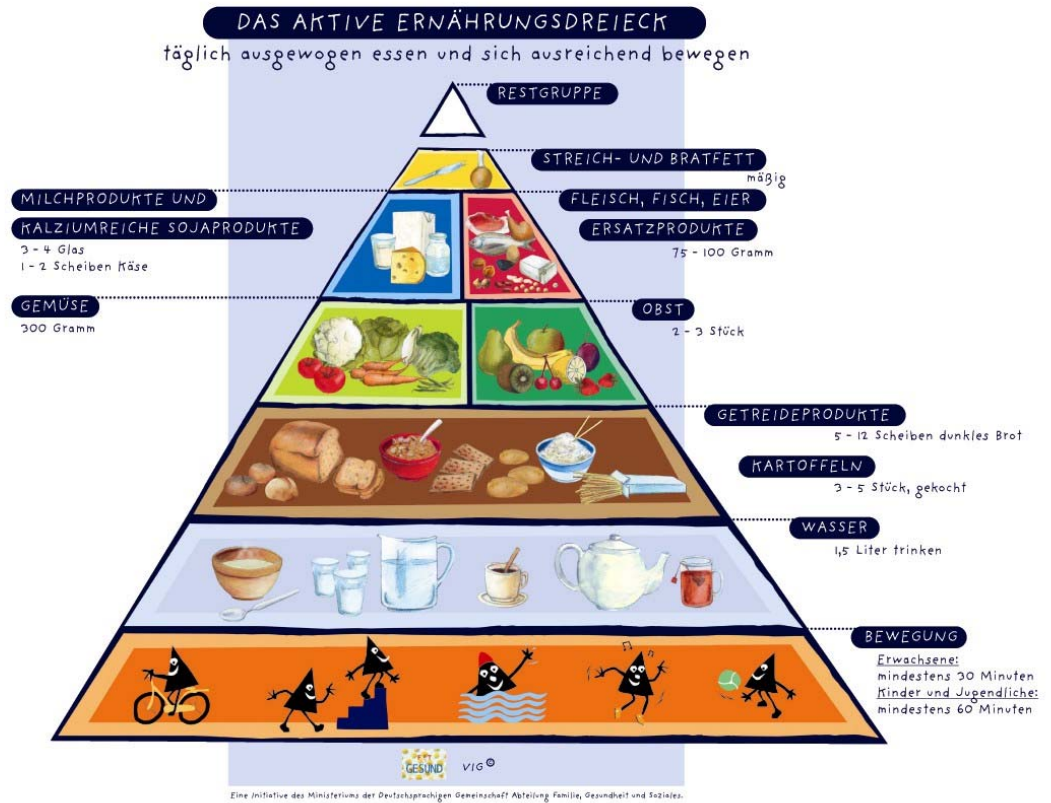 DAS AKTIVE ERNÄHRUNGSDREIECK
täglich ausgewogen essen und sich ausreichend bewegen
RESTGRUPPE
STREICH- UND BRATFETT
mäßig
MILCHPRODUKTE UND
KALZIUMREICHE SOJAPRODUKTE
3 - 4 Glas
1 - 2 Scheiben Käse
FLEISCH, FISCH, EIER
ERSATZPRODUKTE
75 - 100 Gramm
GEMÜSE
300 Gramm
OBST
2 - 3 Stück
GETREIDEPRODUKTE
5 - 12 Scheiben dunkles Brot
KARTOFFELN
3 - 5 Stück, gekocht
WASSER
1,5 Liter trinken
BEWEGUNG
Erwachsene:
mindestens 30 Minuten
Kinder und Jugendliche:
mindestens 60 Minuten
GESUND
VIG©
Eine Initiative des Ministeriums der Deutschsprachigen Gemeinschaft Abteilung Familie, Gesundheit und Soziales.